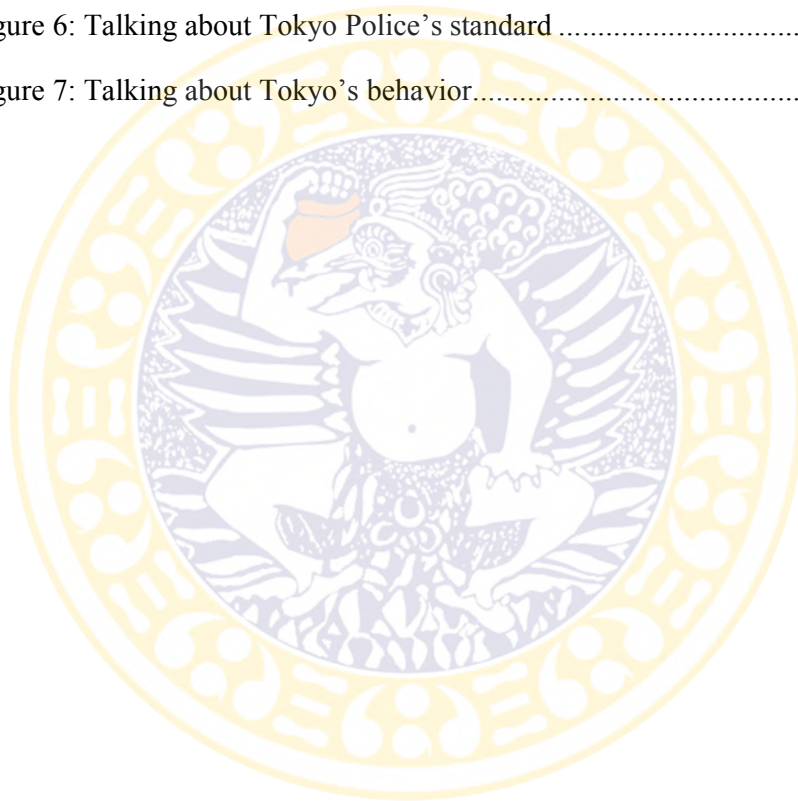 gure 6: Talking about Tokyo Police’s standard ..............................
gure 7: Talking about Tokyo’s behavior.......................................